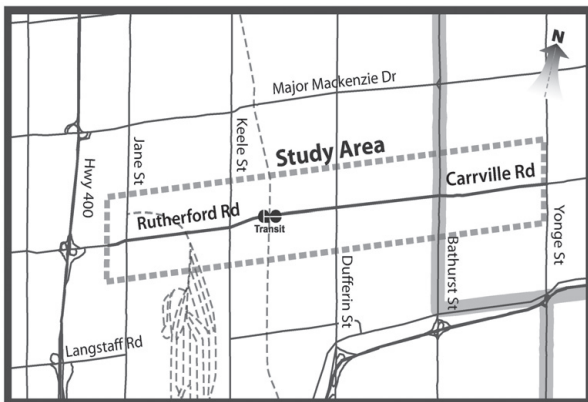 N
Major Mackenzie Dr
Hwy 400
Jane St
Keele St
Study Area
Carrville Rd
Rutherford Rd
GO
Transit
Yonge St
Bathurst St
Dufferin St
Langstaff Rd